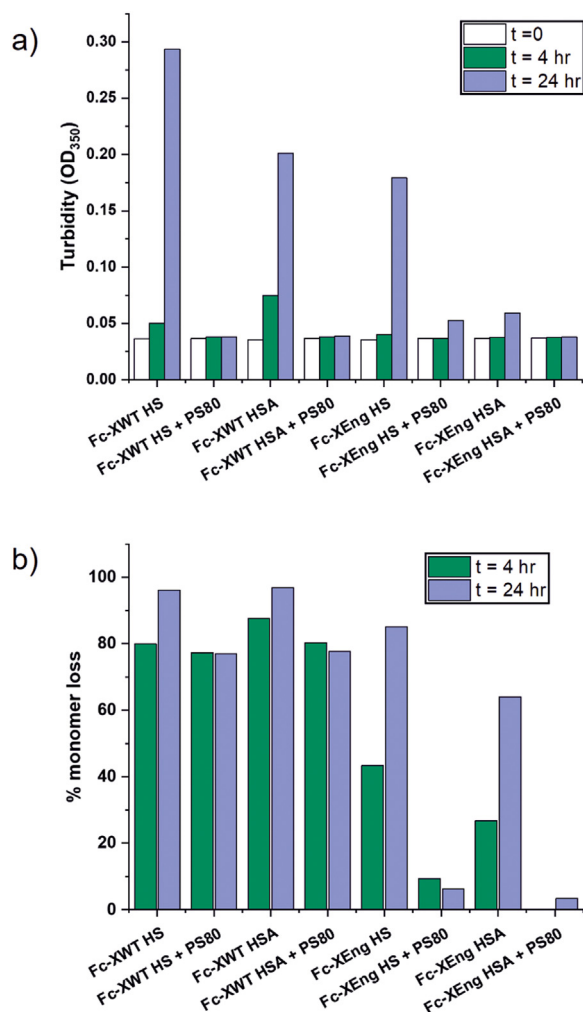 a)
t =0
t = 4 hr
t = 24 hr
0.30
0.25
0.20
0.15
0.10
0.05
0.00
Turbidity (OD350)
Fc-XWT HS
Fc-XWT HS + PS80
Fc-XWT HSA
Fc-XWT HSA + PS80
Fc-XEng HS
Fc-XEng HS + PS80
Fc-XEng HSA
Fc-XEng HSA + PS80
b)
t = 4 hr
t = 24 hr
100
80
60
40
20
0
% monomer loss
Fc-XWT HS
Fc-XWT HS + PS80
Fc-XWT HSA
Fc-XWT HSA + PS80
Fc-XEng HS
Fc-XEng HS + PS80
Fc-XEng HSA
Fc-XEng HSA + PS80